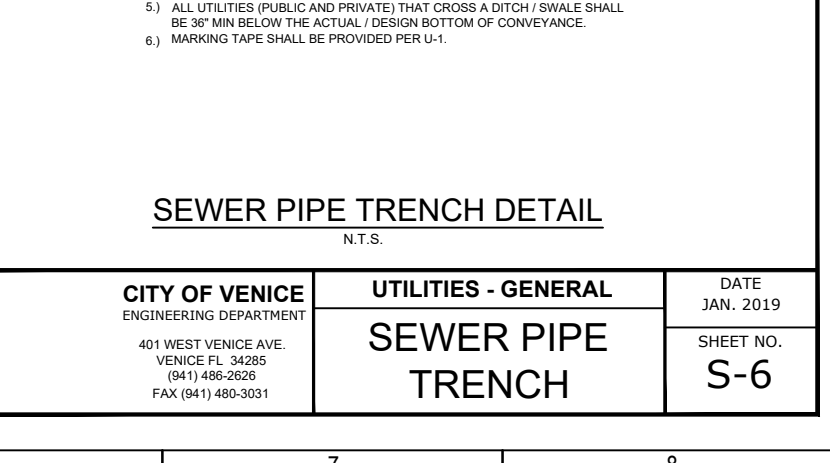 5.) ALL UTILITIES (PUBLIC AND PRIVATE) THAT CROSS A DITCH / SWALE SHALL
BE 36" MIN BELOW THE ACTUAL / DESIGN BOTTOM OF CONVEYANCE.
6.) MARKING TAPE SHALL BE PROVIDED PER U-1.
SEWER PIPE TRENCH DETAIL
N.T.S.
CITY OF VENICE
ENGINEERING DEPARTMENT
401 WEST VENICE AVE.
VENICE FL 34285
(941) 486-2626
FAX (941) 480-3031
UTILITIES - GENERAL
SEWER PIPE
TRENCH
DATE
JAN. 2019
SHEET NO.
S-6